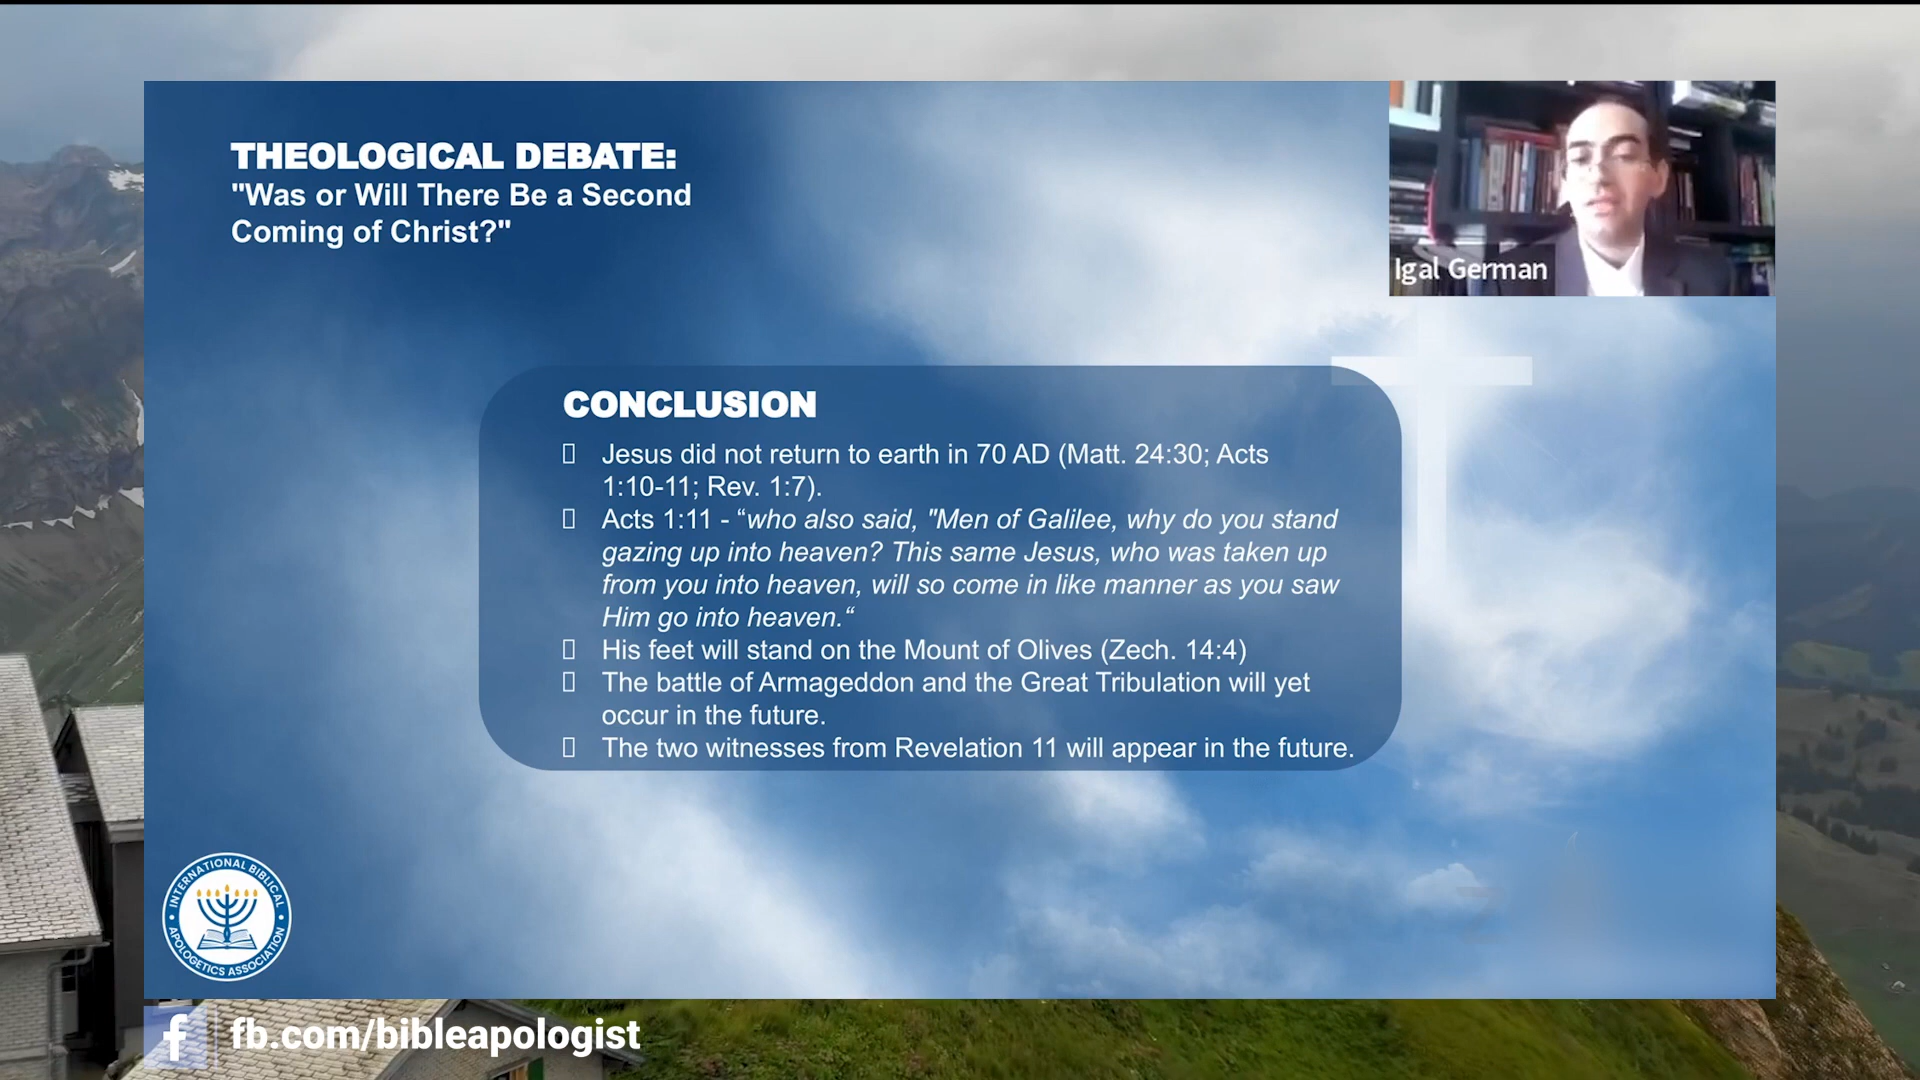 THEOLOGICAL DEBATE:
"Was or Will There Be a Second
Coming of Christ?"
Igal German
CONCLUSION
Jesus did not return to earth in 70 AD (Matt. 24:30; Acts
1:10-11; Rev. 1:7).
Acts 1:11 - “who also said, "Men of Galilee, why do you stand
gazing up into heaven? This same Jesus, who was taken up
from you into heaven, will so come in like manner as you saw
Him go into heaven.“
His feet will stand on the Mount of Olives (Zech. 14:4)
The battle of Armageddon and the Great Tribulation will yet
occur in the future.
The two witnesses from Revelation 11 will appear in the future.
INTERNATIONAL BIBLICAL
APOLOGETICS ASSOCIATION
fb.com/bibleapologist